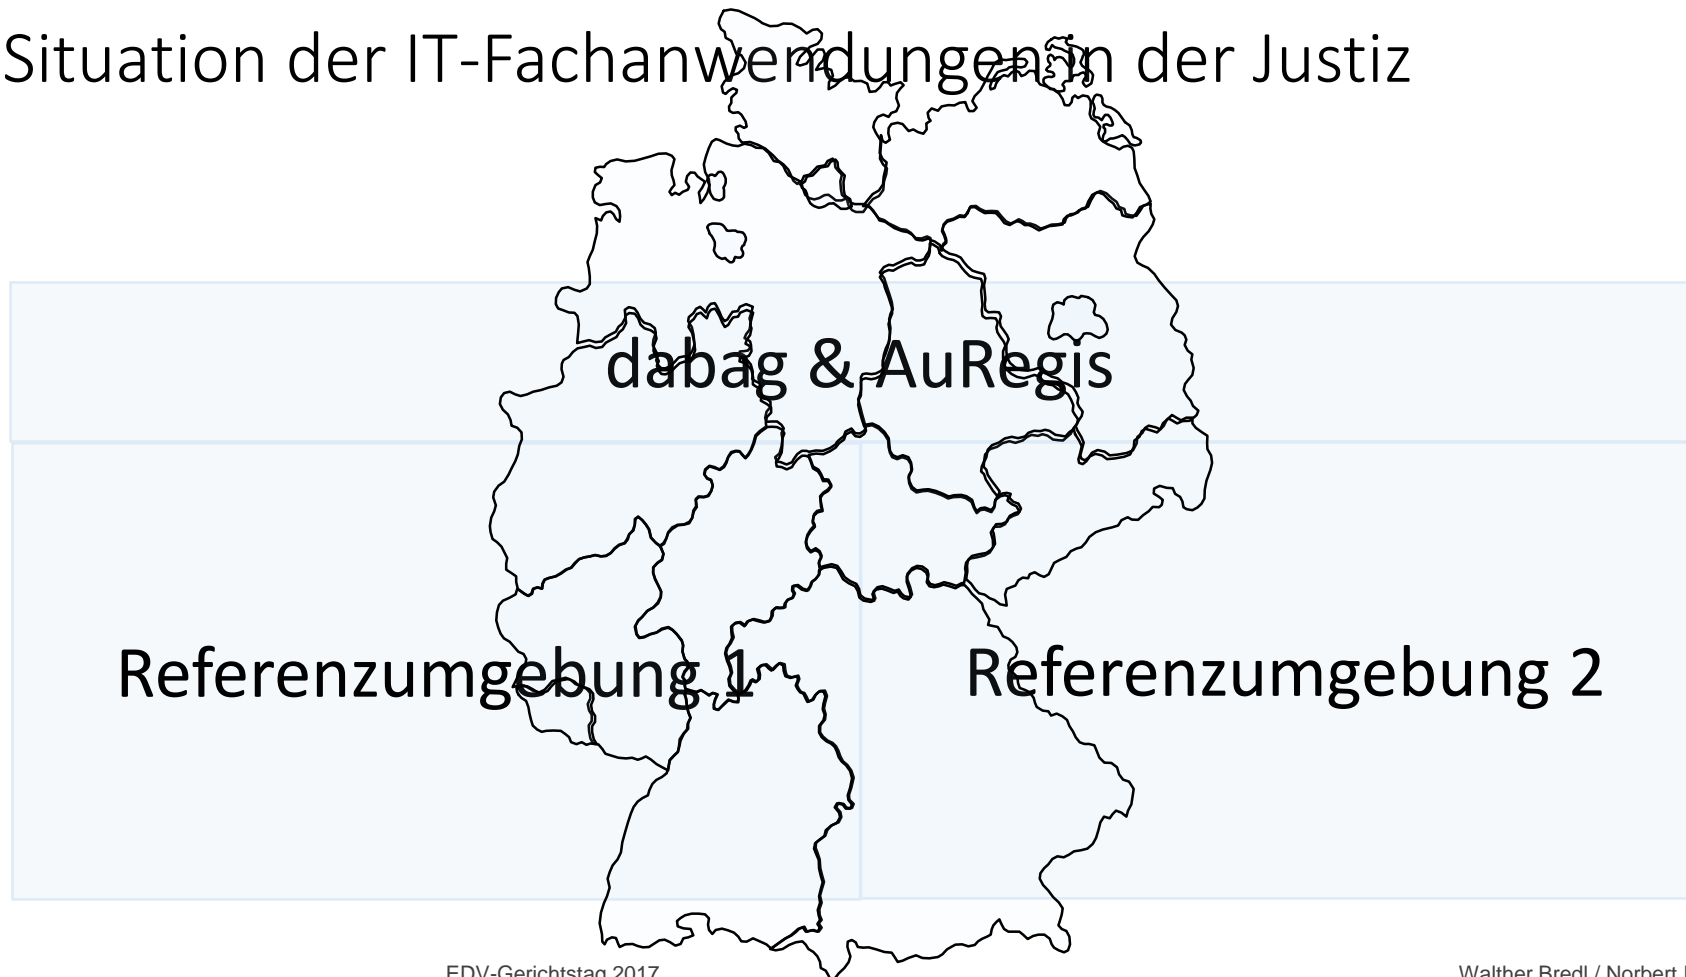 Situation der IT-Fachanwendungen in der Justiz
dabag & AuRegis
Referenzumgebung 1
Referenzumgebung 2
EDV-Gerichtstag 2017
Walther Bredl / Norbert